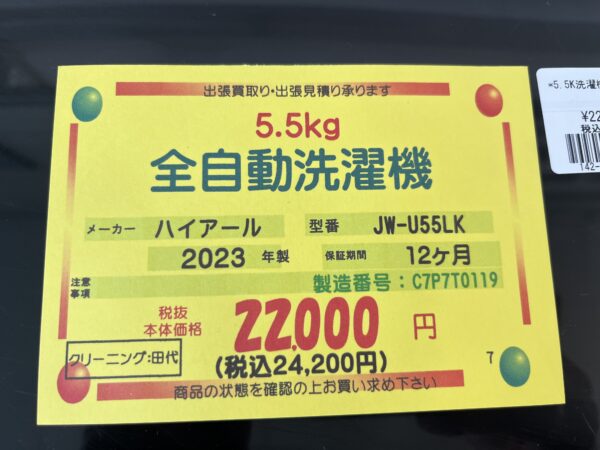 出張買取り・出張見積り承ります
5.5kg
全自動洗濯機
メーカー ハイアール 型番 JW-U55LK
2023 年製 保証期間 12ヶ月
注意事項 製造番号：C7P7T0119
税抜
本体価格 22,000 円
クリーニング：田代 (税込24,200円) 7
商品の状態を確認の上お買い求め下さい
*5.5K洗濯機
¥22
税込
142-